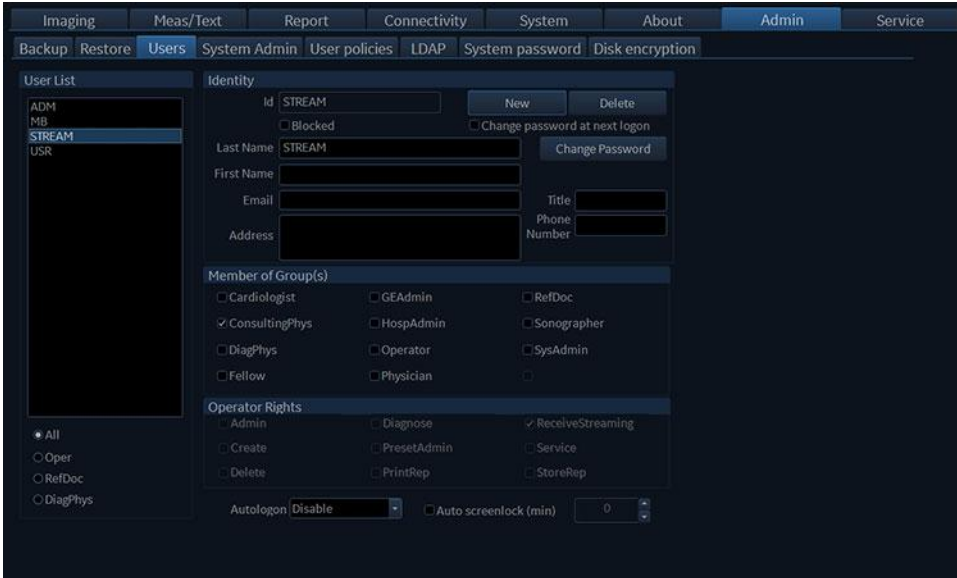 Imaging Meas/Text Report Connectivity System About Admin Service
Backup Restore Users System Admin User policies LDAP System password Disk encryption
User List
ADM
MB
STREAM
USR
All
Oper
RefDoc
DiagPhys
Identity
Id STREAM New Delete
Blocked Change password at next logon
Last Name STREAM Change Password
First Name
Email Title
Address Phone
Number
Member of Group(s)
Cardiologist GEAdmin RefDoc
ConsultingPhys HospAdmin Sonographer
DiagPhys Operator SysAdmin
Fellow Physician
Operator Rights
Admin Diagnose ReceiveStreaming
Create PresetAdmin Service
Delete PrintRep StoreRep
Autologon Disable Auto screenlock (min) 0